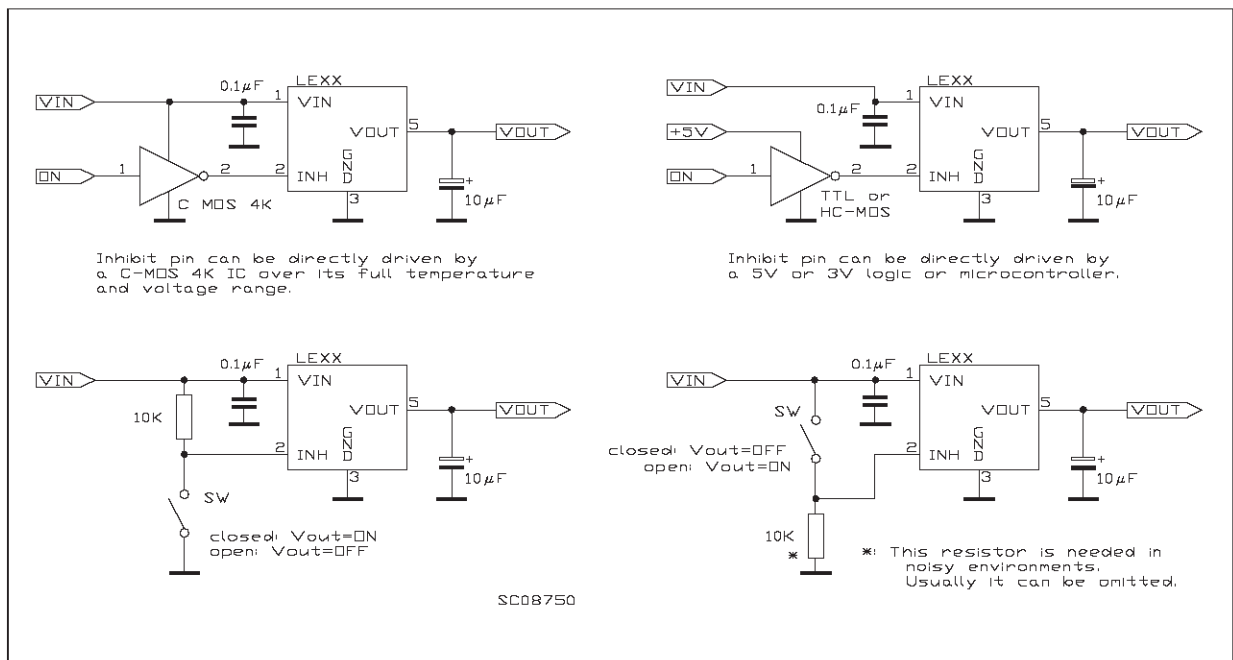 LEXX
0.1µF
VIN
1
VIN
VOUT
5
VOUT
ON
1
2
2
INH
GND
3
+
10µF
C MOS 4K
Inhibit pin can be directly driven by
a C-MOS 4K IC over its full temperature
and voltage range.
LEXX
VIN
1
VIN
0.1µF
+5V
VOUT
5
VOUT
ON
1
2
2
INH
GND
3
+
10µF
TTL or
HC-MOS
Inhibit pin can be directly driven by
a 5V or 3V logic or microcontroller.
LEXX
0.1µF
VIN
1
VIN
10K
VOUT
5
VOUT
2
INH
GND
3
+
10µF
SW
closed: Vout=ON
open: Vout=OFF
LEXX
0.1µF
VIN
1
VIN
SW
VOUT
5
VOUT
closed: Vout=OFF
open: Vout=ON
2
INH
GND
3
+
10µF
10K
*
*: This resistor is needed in
noisy environments.
Usually it can be omitted.
SC08750